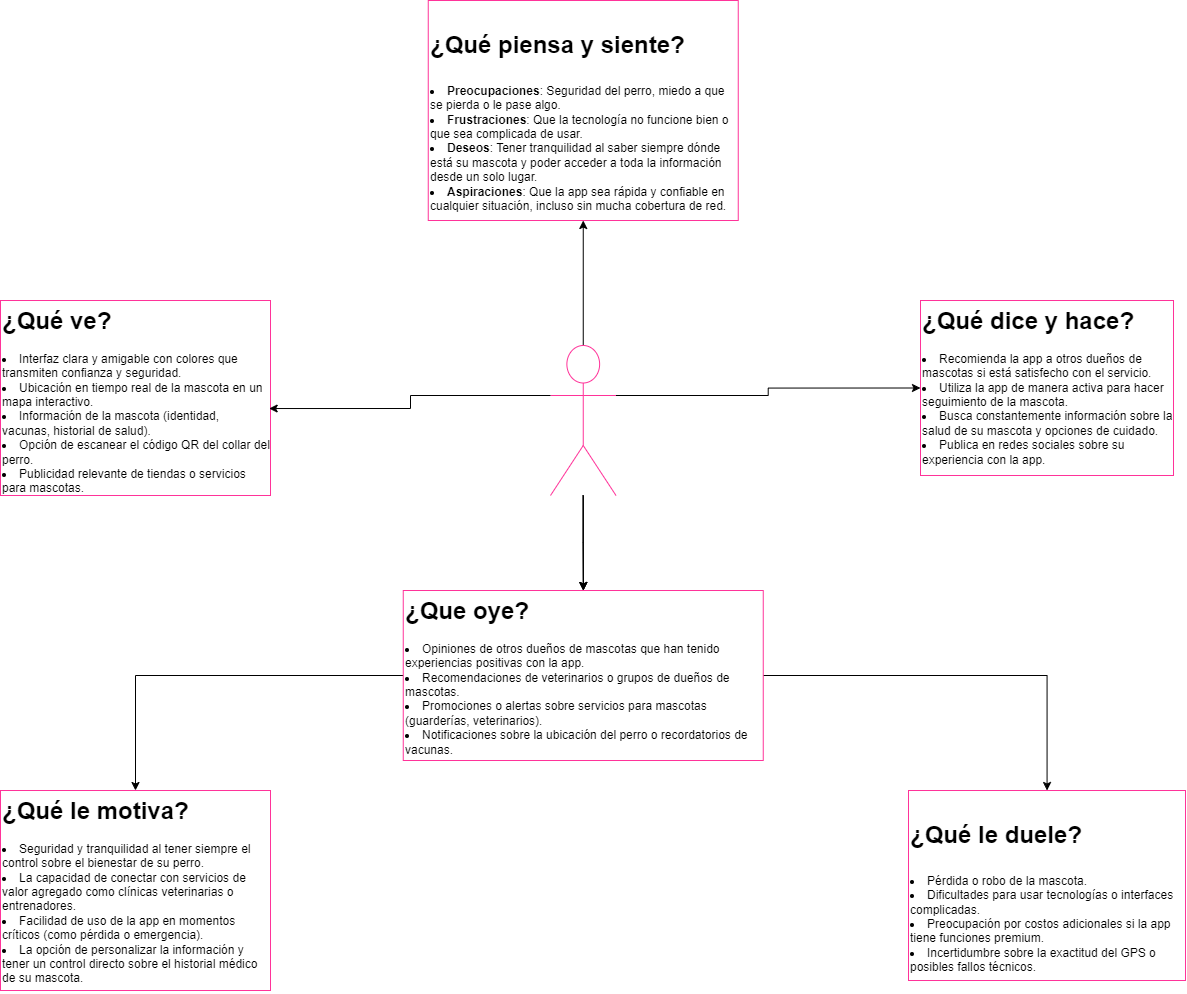 ¿Qué piensa y siente?
• Preocupaciones: Seguridad del perro, miedo a que
se pierda o le pase algo.
• Frustraciones: Que la tecnología no funcione bien o
que sea complicada de usar.
• Deseos: Tener tranquilidad al saber siempre dónde
está su mascota y poder acceder a toda la información
desde un solo lugar.
• Aspiraciones: Que la app sea rápida y confiable en
cualquier situación, incluso sin mucha cobertura de red.
¿Qué ve?
• Interfaz clara y amigable con colores que
transmiten confianza y seguridad.
• Ubicación en tiempo real de la mascota en un
mapa interactivo.
• Información de la mascota (identidad,
vacunas, historial de salud).
• Opción de escanear el código QR del collar del
perro.
• Publicidad relevante de tiendas o servicios
para mascotas.
¿Qué dice y hace?
• Recomienda la app a otros dueños de
mascotas si está satisfecho con el servicio.
• Utiliza la app de manera activa para hacer
seguimiento de la mascota.
• Busca constantemente información sobre la
salud de su mascota y opciones de cuidado.
• Publica en redes sociales sobre su
experiencia con la app.
¿Que oye?
• Opiniones de otros dueños de mascotas que han tenido
experiencias positivas con la app.
• Recomendaciones de veterinarios o grupos de dueños de
mascotas.
• Promociones o alertas sobre servicios para mascotas
(guarderías, veterinarios).
• Notificaciones sobre la ubicación del perro o recordatorios de
vacunas.
¿Qué le motiva?
• Seguridad y tranquilidad al tener siempre el
control sobre el bienestar de su perro.
• La capacidad de conectar con servicios de
valor agregado como clínicas veterinarias o
entrenadores.
• Facilidad de uso de la app en momentos
críticos (como pérdida o emergencia).
• La opción de personalizar la información y
tener un control directo sobre el historial médico
de su mascota.
¿Qué le duele?
• Pérdida o robo de la mascota.
• Dificultades para usar tecnologías o interfaces
complicadas.
• Preocupación por costos adicionales si la app
tiene funciones premium.
• Incertidumbre sobre la exactitud del GPS o
posibles fallos técnicos.